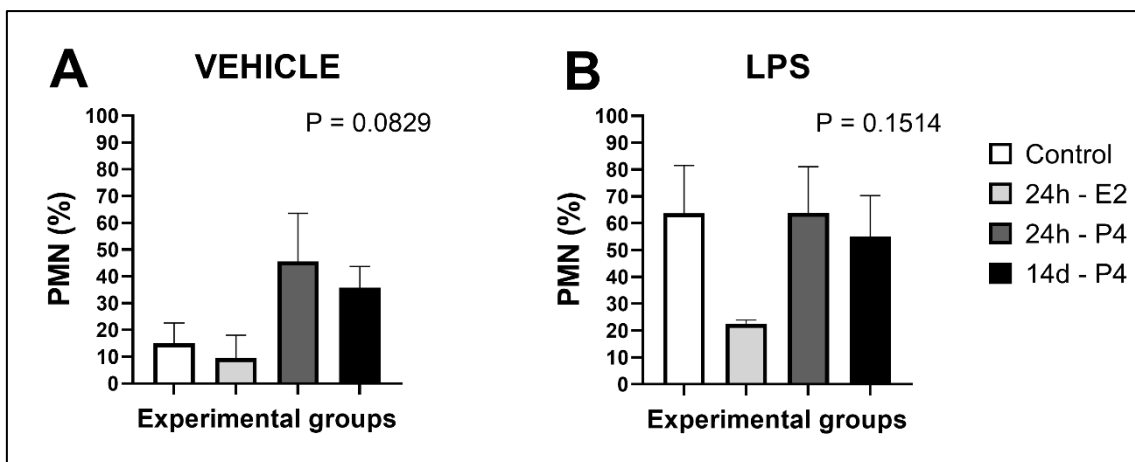 A
VEHICLE
P = 0.0829
PMN (%)
100
90
80
70
60
50
40
30
20
10
0
Experimental groups
B
LPS
P = 0.1514
PMN (%)
100
90
80
70
60
50
40
30
20
10
0
Experimental groups
Control
24h - E2
24h - P4
14d - P4